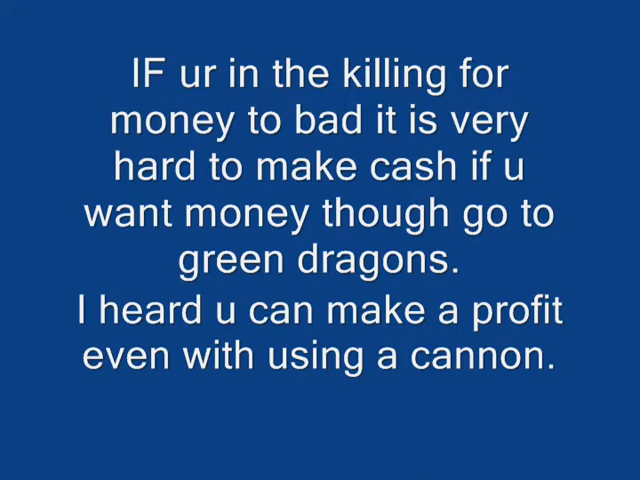 IF ur in the killing for
money to bad it is very
hard to make cash if u
want money though go to
green dragons.
I heard u can make a profit
even with using a cannon.